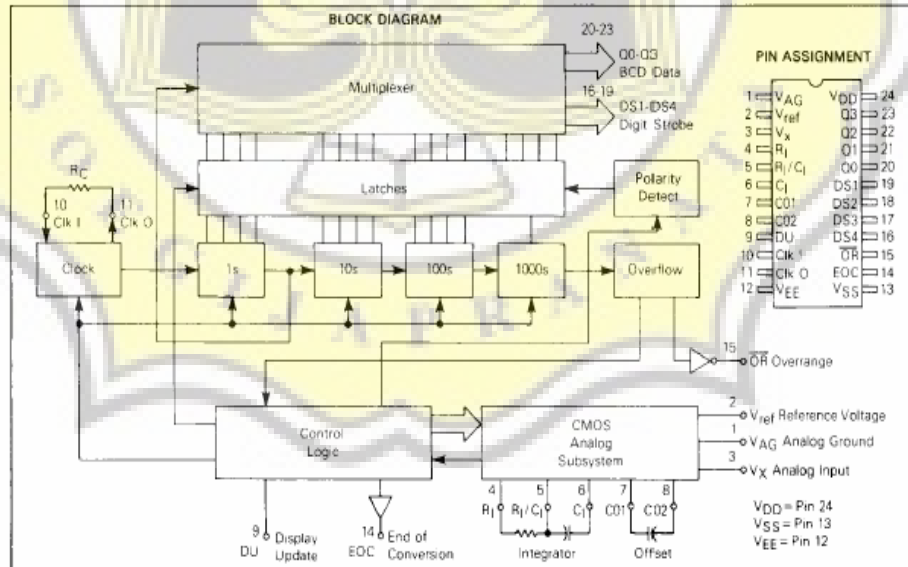 BLOCK DIAGRAM
20-23
Q0-Q3
BCD Data
16-19
DS1-DS4
Digit Strobe
Multiplexer
Latches
Polarity
Detect
RC
10
Clk I
11
Clk O
Clock
1s
10s
100s
1000s
Overflow
15
OR Overrange
Control
Logic
CMOS
Analog
Subsystem
2
Vref Reference Voltage
1
VAG Analog Ground
3
VX Analog Input
4
RI
5
RI/CI
6
CI
7
CO1
8
CO2
Integrator
Offset
9
DU
Display
Update
14
EOC
End of
Conversion
VDD = Pin 24
VSS = Pin 13
VEE = Pin 12
PIN ASSIGNMENT
1 VAG VDD 24
2 Vref Q3 23
3 Vx Q2 22
4 RI Q1 21
5 RI/CI Q0 20
6 CI DS1 19
7 CO1 DS2 18
8 CO2 DS3 17
9 DU DS4 16
10 Clk I OR 15
11 Clk O EOC 14
12 VEE VSS 13
SOEGIJAPRANATA